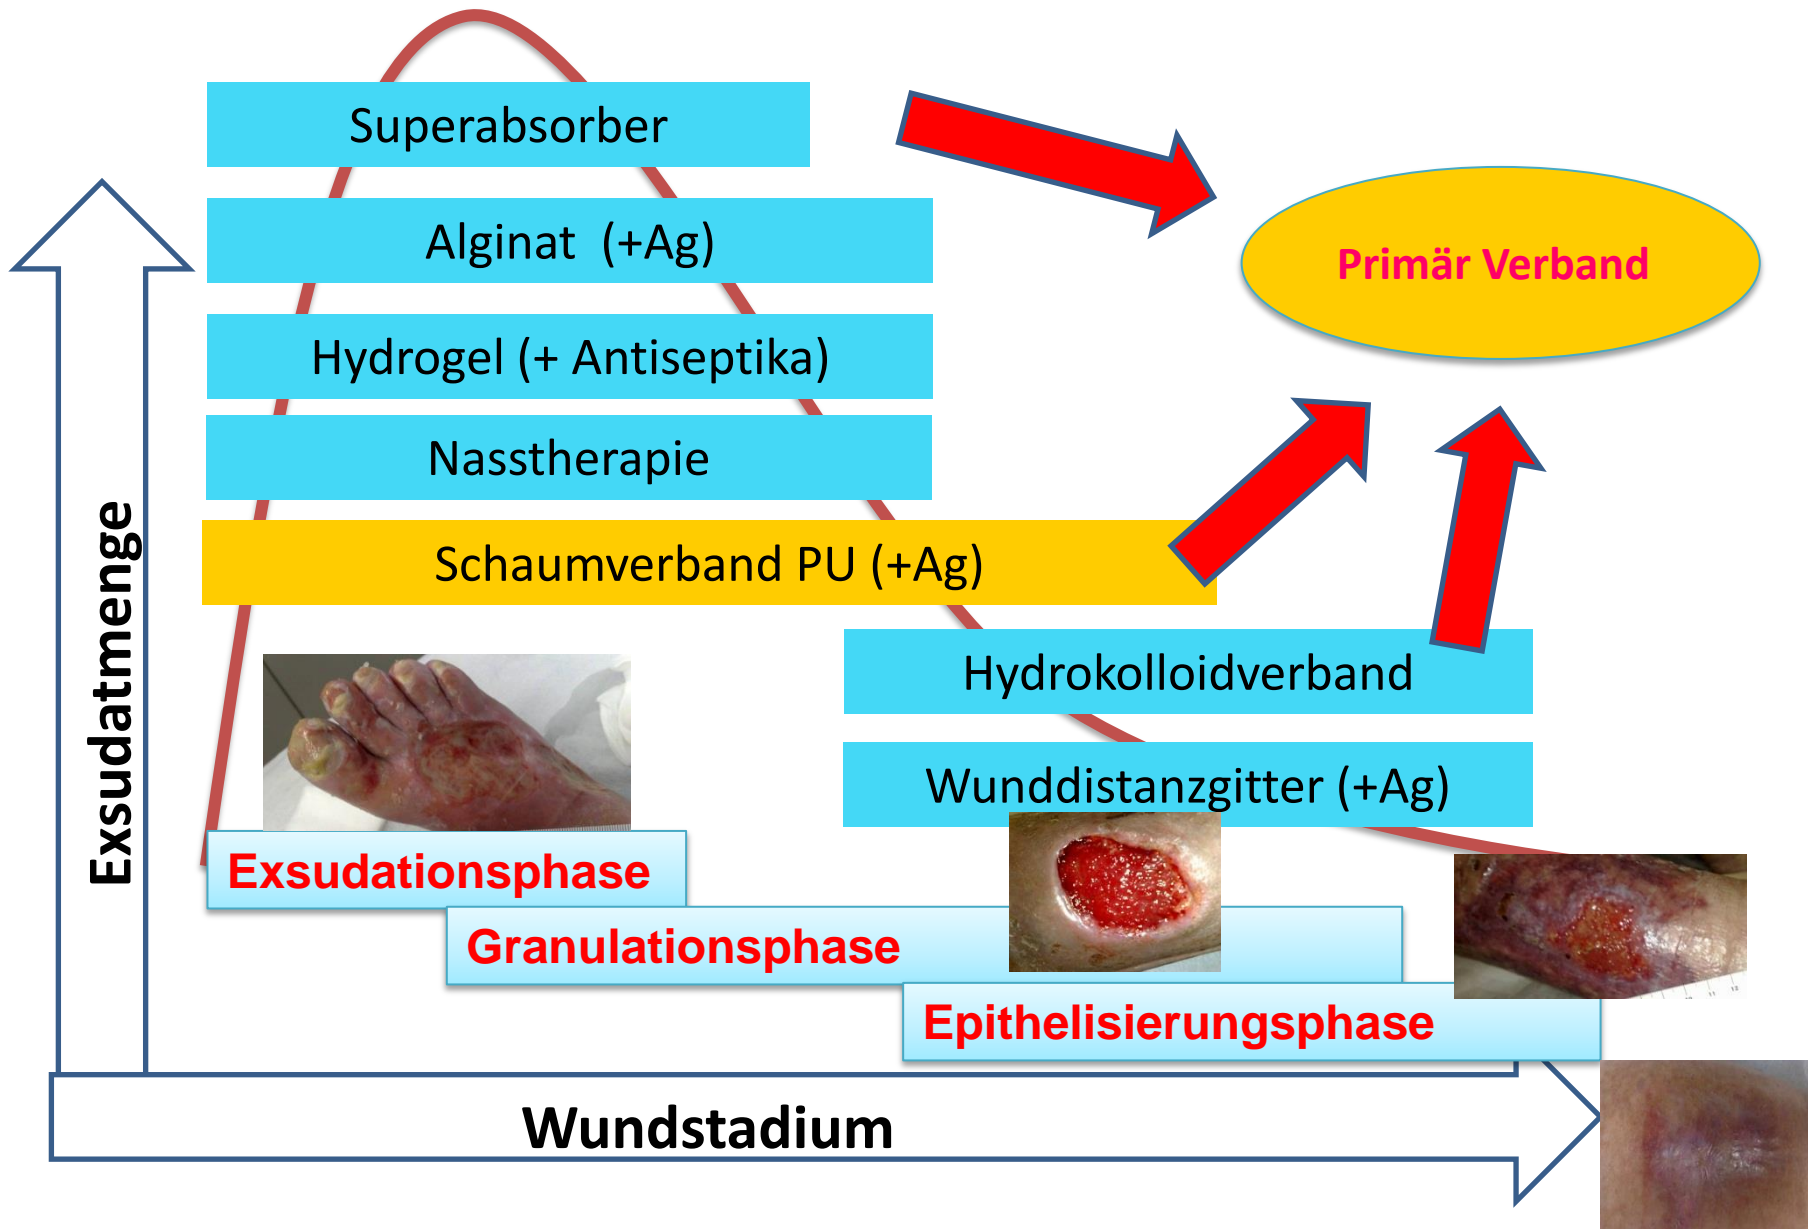 Superabsorber
Alginat (+Ag)
Primär Verband
Hydrogel (+ Antiseptika)
Nasstherapie
Schaumverband PU (+Ag)
Hydrokolloidverband
Wunddistanzgitter (+Ag)
Exsudatmenge
Exsudationsphase
Granulationsphase
Epithelisierungsphase
Wundstadium